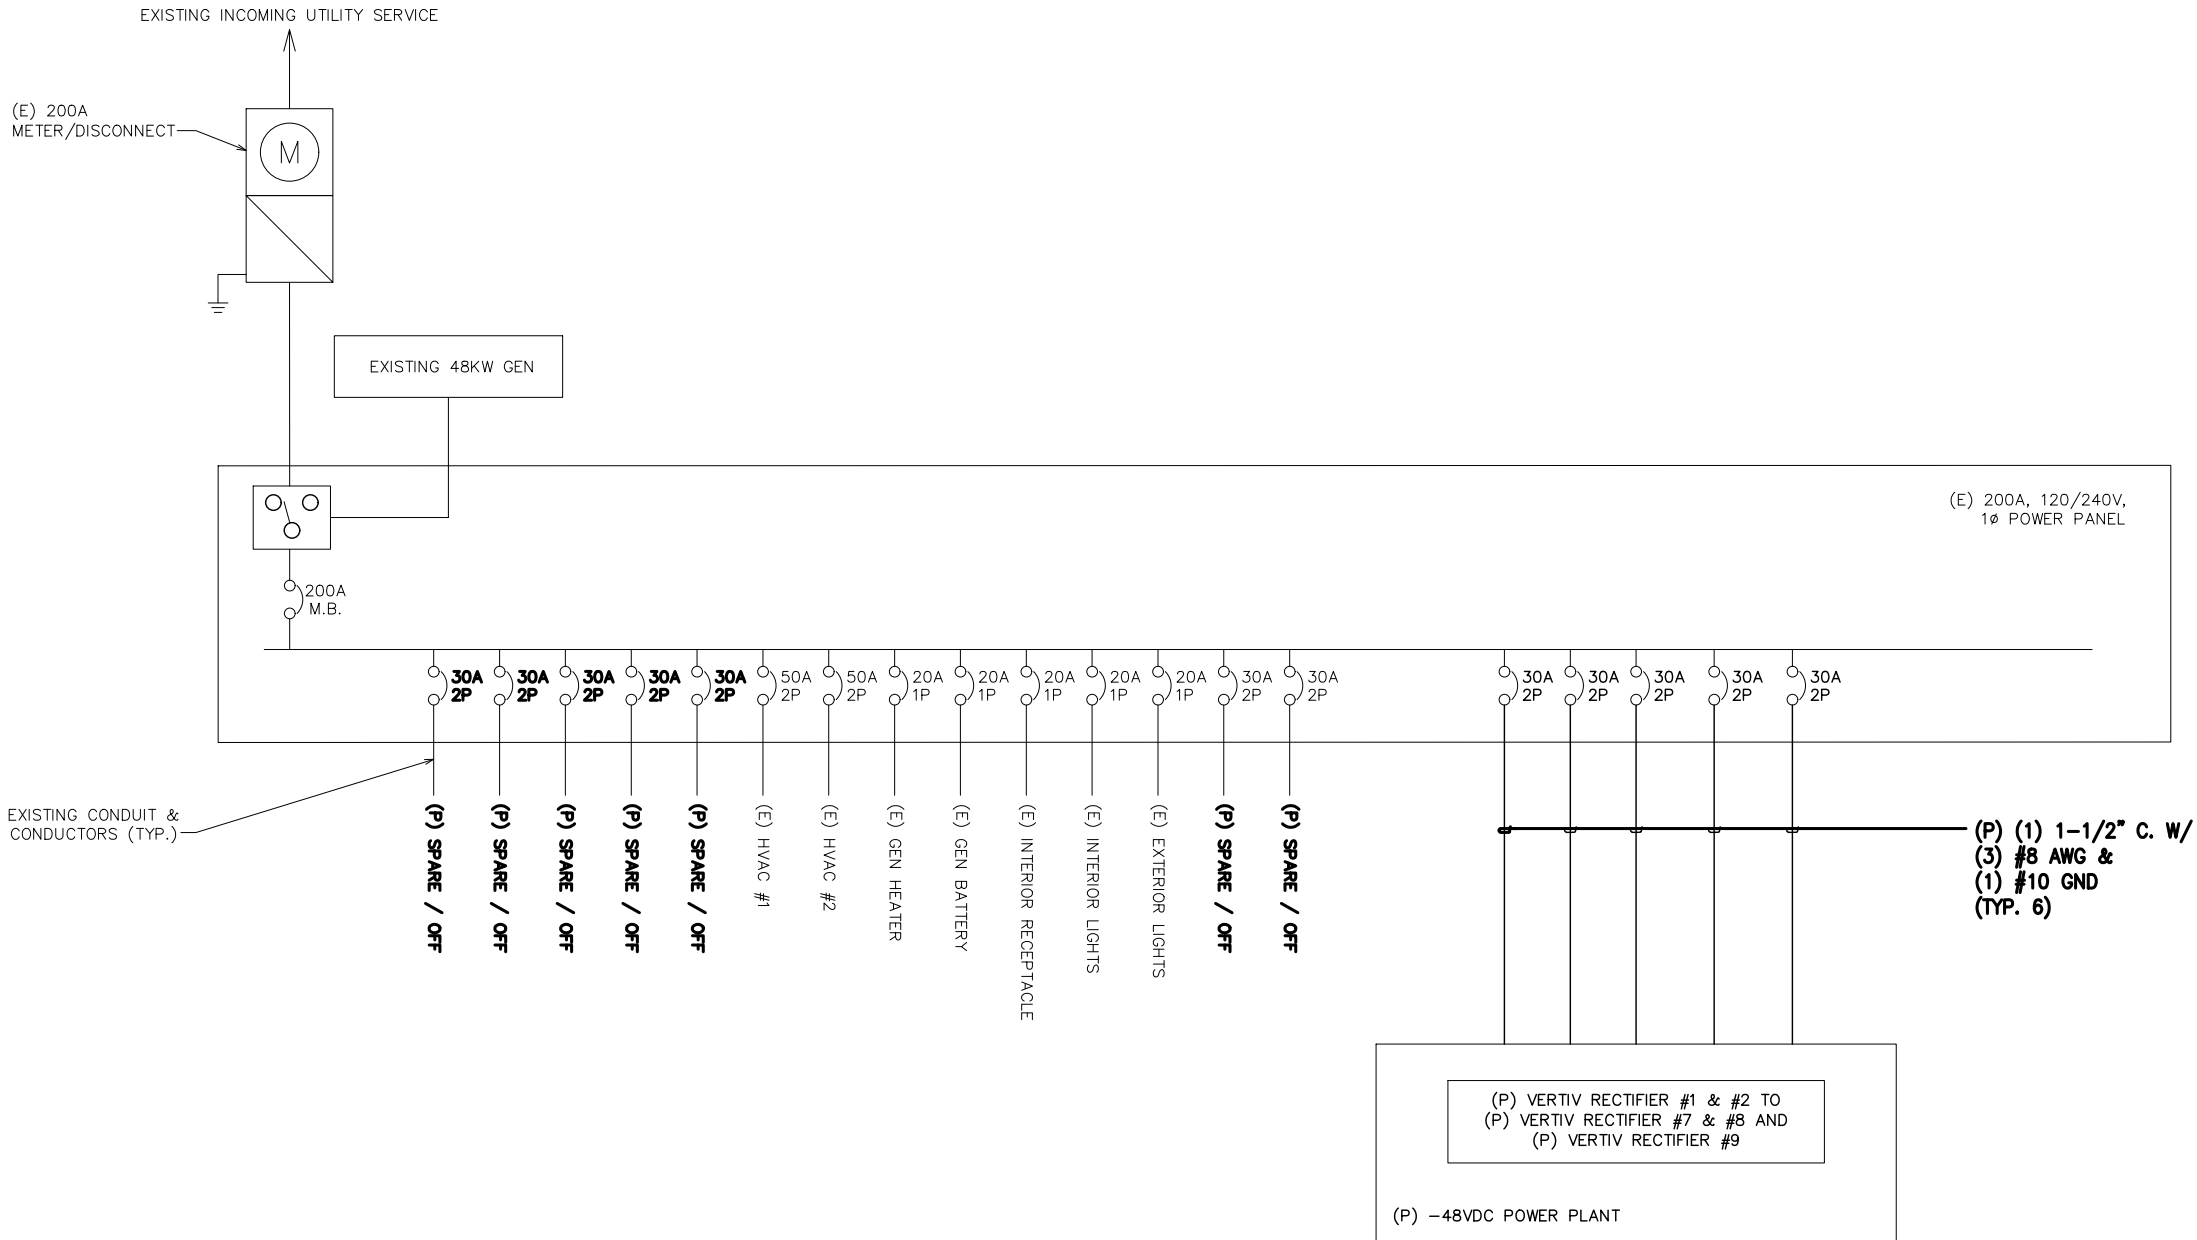 EXISTING INCOMING UTILITY SERVICE
(E) 200A
METER/DISCONNECT
M
EXISTING 48KW GEN
(E) 200A, 120/240V,
1ø POWER PANEL
200A
M.B.
30A
2P
30A
2P
30A
2P
30A
2P
30A
2P
50A
2P
50A
2P
20A
1P
20A
1P
20A
1P
20A
1P
20A
1P
30A
2P
30A
2P
30A
2P
30A
2P
30A
2P
30A
2P
30A
2P
EXISTING CONDUIT &
CONDUCTORS (TYP.)
(P) SPARE / OFF
(P) SPARE / OFF
(P) SPARE / OFF
(P) SPARE / OFF
(P) SPARE / OFF
(E) HVAC #1
(E) HVAC #2
(E) GEN HEATER
(E) GEN BATTERY
(E) INTERIOR RECEPTACLE
(E) INTERIOR LIGHTS
(E) EXTERIOR LIGHTS
(P) SPARE / OFF
(P) SPARE / OFF
(P) (1) 1-1/2" C. W/
(3) #8 AWG &
(1) #10 GND
(TYP. 6)
(P) VERTIV RECTIFIER #1 & #2 TO
(P) VERTIV RECTIFIER #7 & #8 AND
(P) VERTIV RECTIFIER #9
(P) -48VDC POWER PLANT